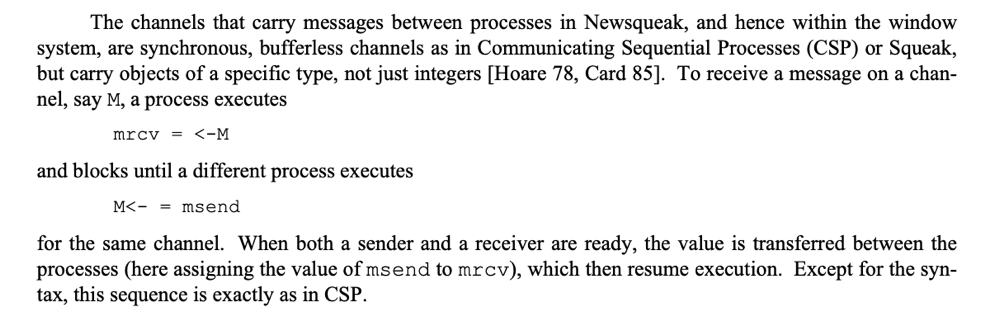 The channels that carry messages between processes in Newsqueak, and hence within the window
system, are synchronous, bufferless channels as in Communicating Sequential Processes (CSP) or Squeak,
but carry objects of a specific type, not just integers [Hoare 78, Card 85].  To receive a message on a chan-
nel, say M, a process executes
mrcv = <-M
and blocks until a different process executes
M<- = msend
for the same channel.  When both a sender and a receiver are ready, the value is transferred between the
processes (here assigning the value of msend to mrcv), which then resume execution.  Except for the syn-
tax, this sequence is exactly as in CSP.